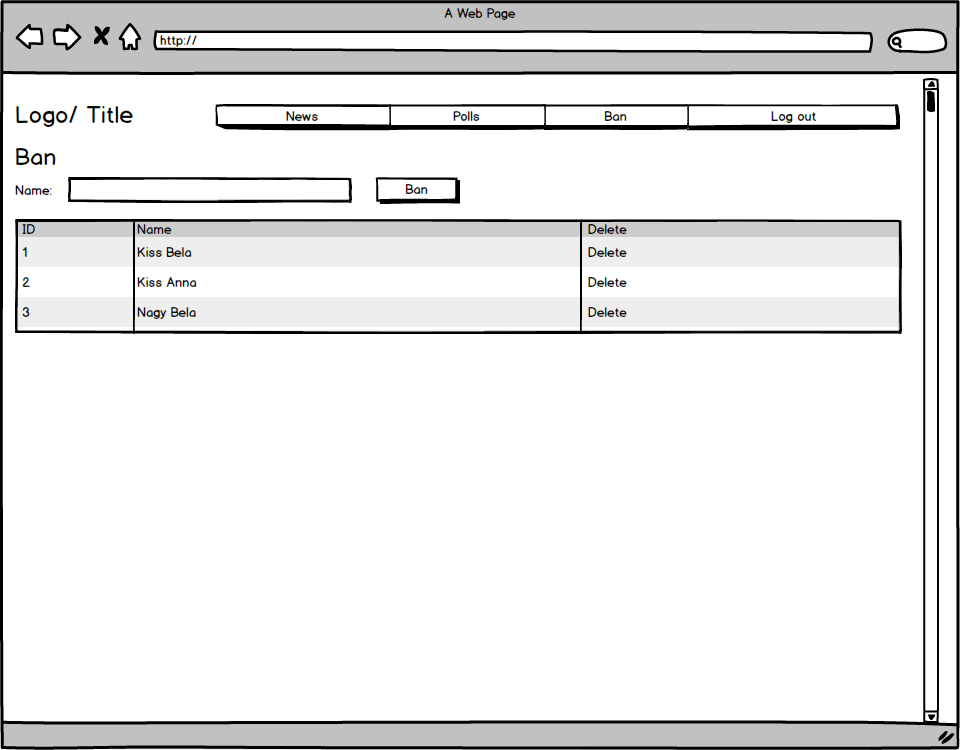 A Web Page
http://
Logo/ Title
News Polls Ban Log out
Ban
Name: Ban
ID Name Delete
1 Kiss Bela Delete
2 Kiss Anna Delete
3 Nagy Bela Delete